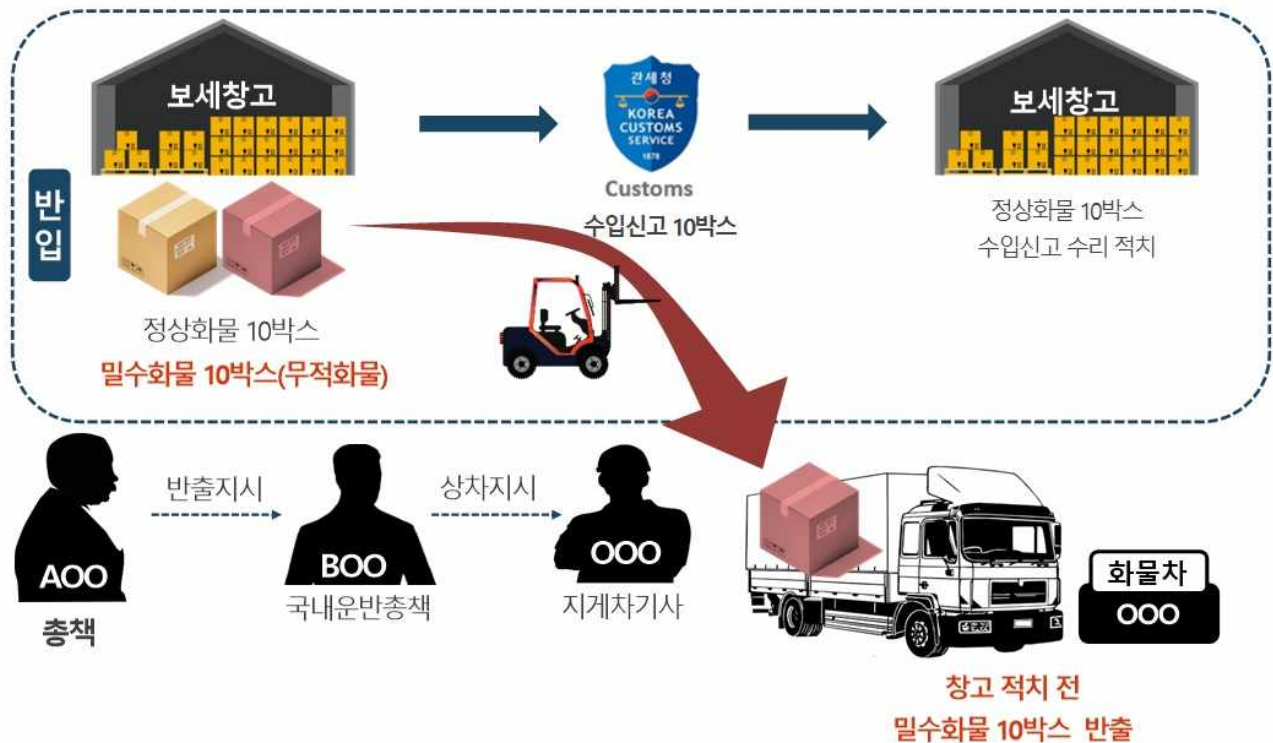 보세창고
관세청
KOREA
CUSTOMS
SERVICE
1878
Customs
수입신고 10박스
보세창고
정상화물 10박스
수입신고 수리 적치
반입
정상화물 10박스
밀수화물 10박스(무적화물)
AOO
총책
반출지시
BOO
국내운반총책
상차지시
OOO
지게차기사
화물차
OOO
창고 적치 전
밀수화물 10박스 반출